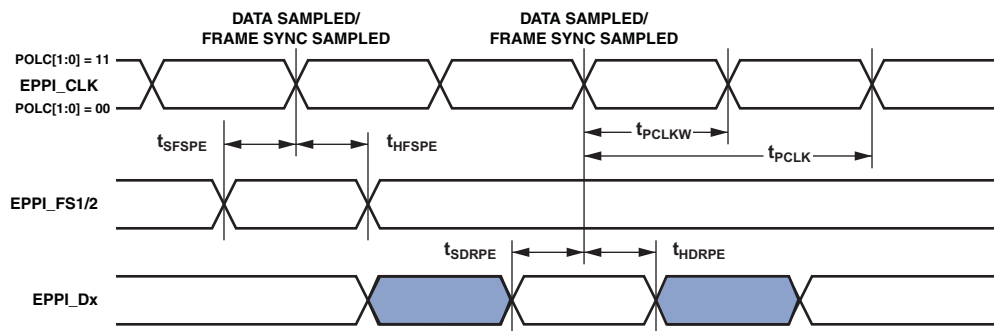 DATA SAMPLED/
FRAME SYNC SAMPLED
DATA SAMPLED/
FRAME SYNC SAMPLED
POLC[1:0] = 11
EPPI_CLK
POLC[1:0] = 00
tPCLKW
tSFSPE
tHFSPE
tPCLK
EPPI_FS1/2
tSDRPE
tHDRPE
EPPI_Dx